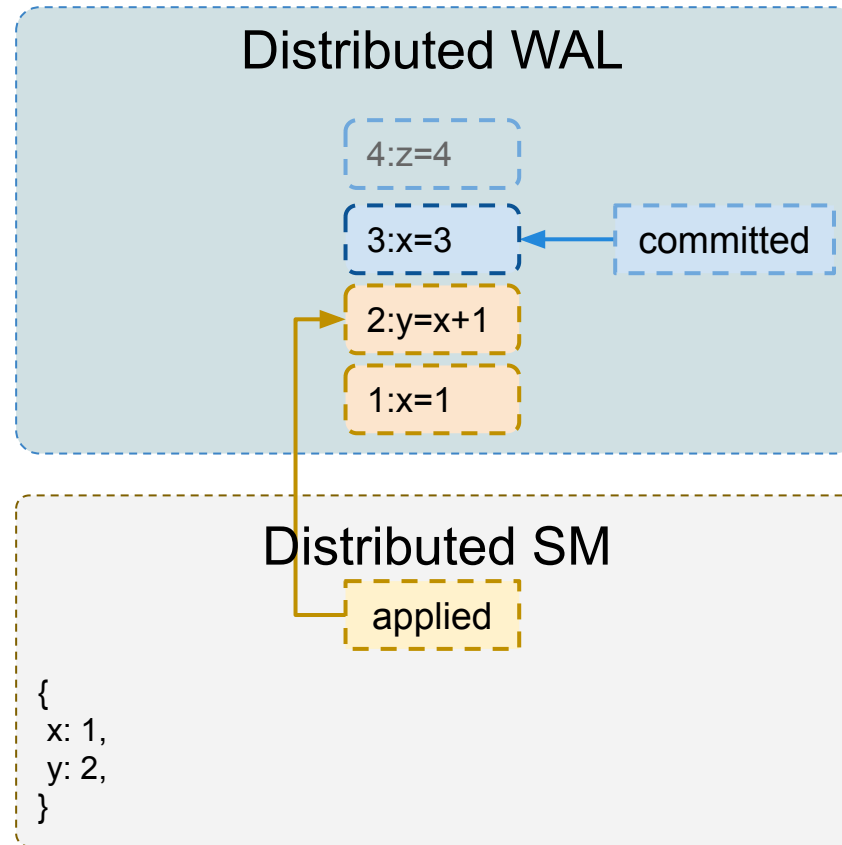 Distributed WAL
4:z=4
3:x=3
committed
2:y=x+1
1:x=1
Distributed SM
applied
{
x: 1,
y: 2,
}